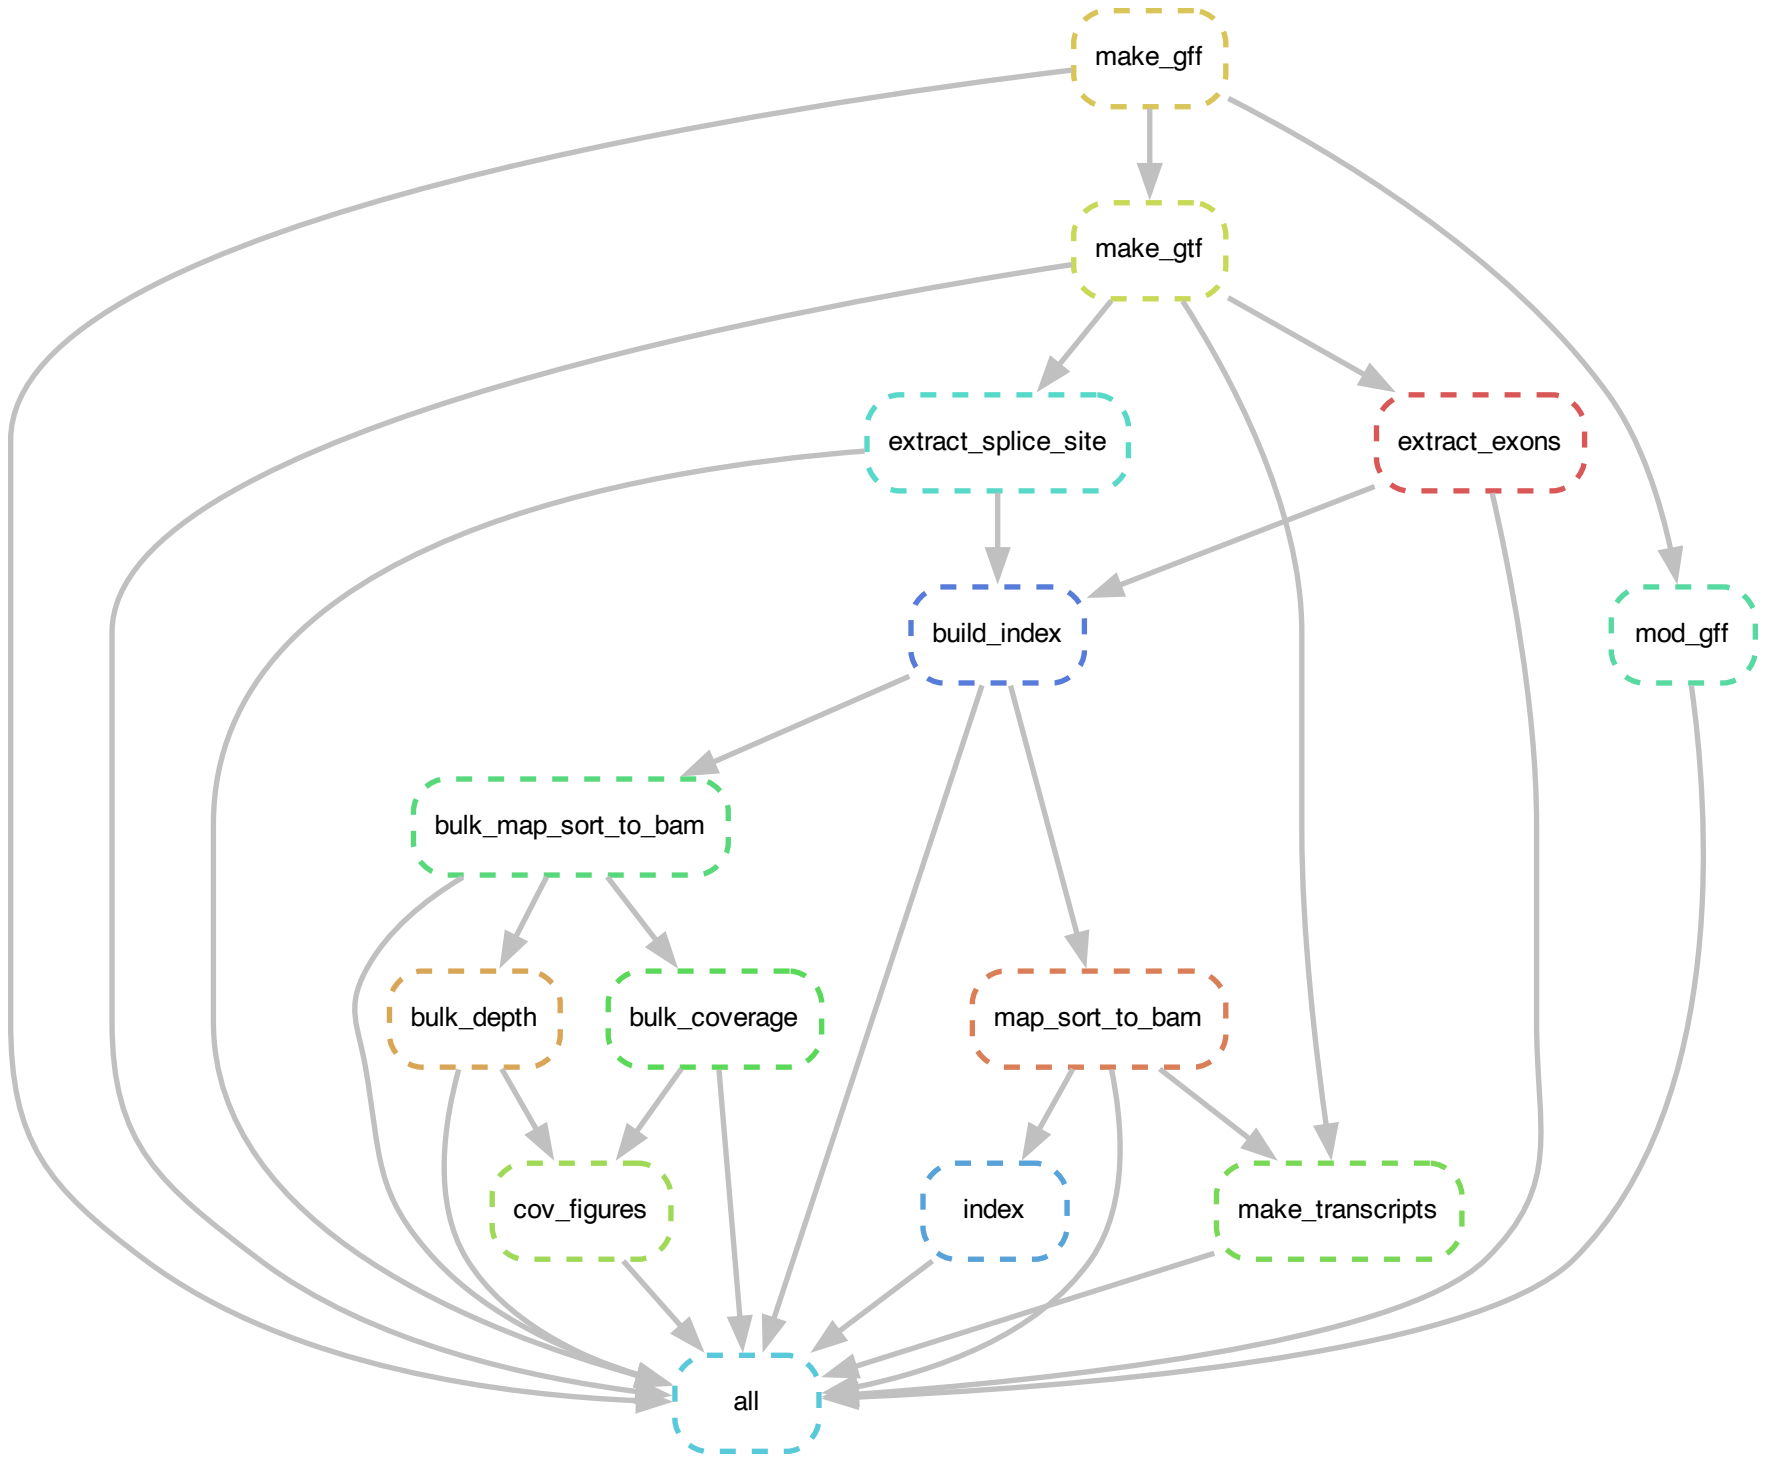 make_gff
make_gtf
extract_splice_site
extract_exons
build_index
mod_gff
bulk_map_sort_to_bam
bulk_depth
bulk_coverage
map_sort_to_bam
cov_figures
index
make_transcripts
all